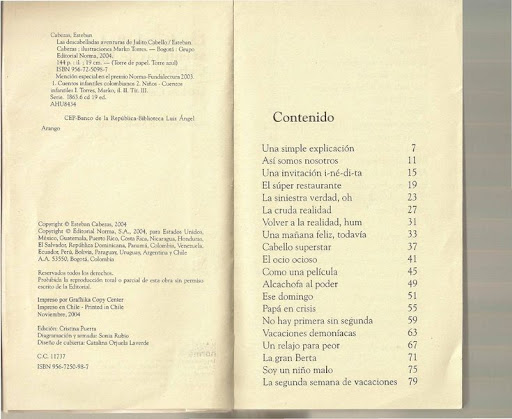 Cabezas, Esteban
Las descabelladas aventuras de Julito Cabello / Esteban
Cabezas ; ilustraciones Marko Torres. — Bogotá : Grupo
Editorial Norma, 2004.
144 p. : il. ; 19 cm. — (Torre de papel. Torre azul)
ISBN 956-72-5098-7
Mención especial en el premio Norma-Fundalectura 2003.
1. Cuentos infantiles colombianos 2. Niños - Cuentos
infantiles I. Torres, Marko, il. II. Tít. III.
Serie. I863.6 cd 19 ed.
AHU8434
CEP-Banco de la República-Biblioteca Luis Ángel
Arango
Copyright © Esteban Cabezas, 2004
Copyright © Editorial Norma, S.A., 2004, para Estados Unidos,
México, Guatemala, Puerto Rico, Costa Rica, Nicaragua, Honduras,
El Salvador, República Dominicana, Panamá, Colombia, Venezuela,
Ecuador, Perú, Bolivia, Paraguay, Uruguay, Argentina y Chile
A.A. 53550, Bogotá, Colombia
Reservados todos los derechos.
Prohibida la reproducción total o parcial de esta obra sin permiso
escrito de la Editorial.
Impreso por Grafhika Copy Center
Impreso en Chile - Printed in Chile
Noviembre, 2004
Edición: Cristina Puerta
Diagramación y armada: Sonia Rubio
Diseño de cubierta: Catalina Orjuela Laverde
C.C. 11237
ISBN 956-7250-98-7
Contenido
Una simple explicación 7
Así somos nosotros 11
Una invitación i-né-di-ta 15
El súper restaurante 19
La siniestra verdad, oh 23
La cruda realidad 27
Volver a la realidad, hum 31
Una mañana feliz, todavía 33
Cabello superstar 37
El ocio ocioso 41
Como una película 45
Alcachofa al poder 49
Ese domingo 51
Papá en crisis 55
No hay primera sin segunda 59
Vacaciones demoníacas 63
Un relajo para peor 67
La gran Berta 71
Soy un niño malo 75
La segunda semana de vacaciones 79